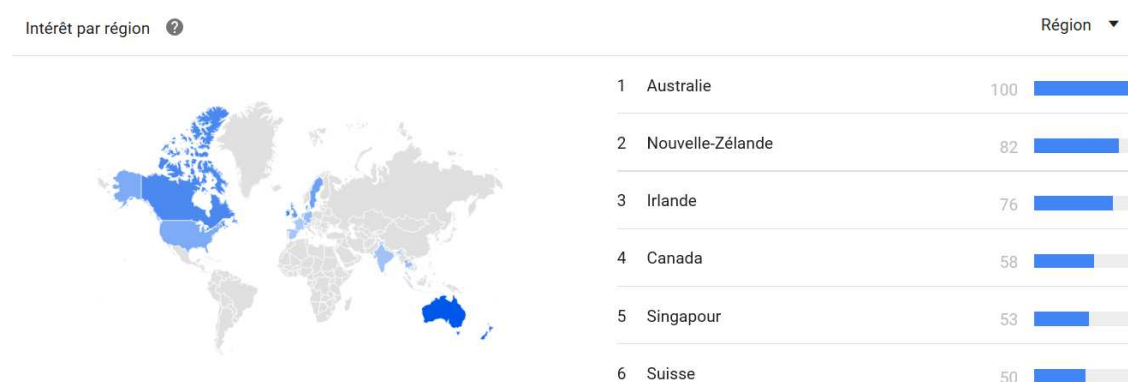 Intérêt par région ?
Région
1 Australie 100
2 Nouvelle-Zélande 82
3 Irlande 76
4 Canada 58
5 Singapour 53
6 Suisse 50